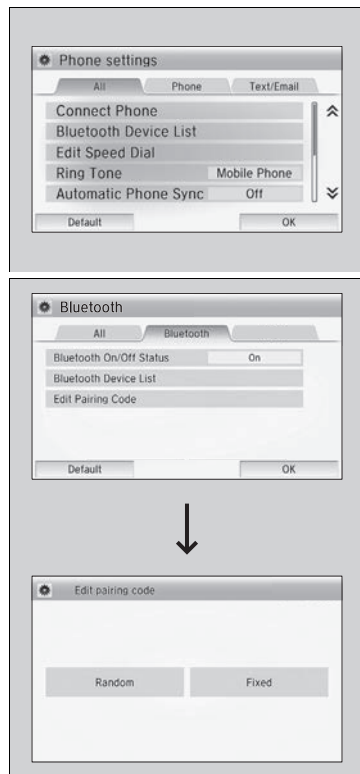 Phone settings
All Phone Text/Email
Connect Phone
Bluetooth Device List
Edit Speed Dial
Ring Tone Mobile Phone
Automatic Phone Sync Off
Default OK
Bluetooth
All Bluetooth
Bluetooth On/Off Status On
Bluetooth Device List
Edit Pairing Code
Default OK
Edit pairing code
Random Fixed